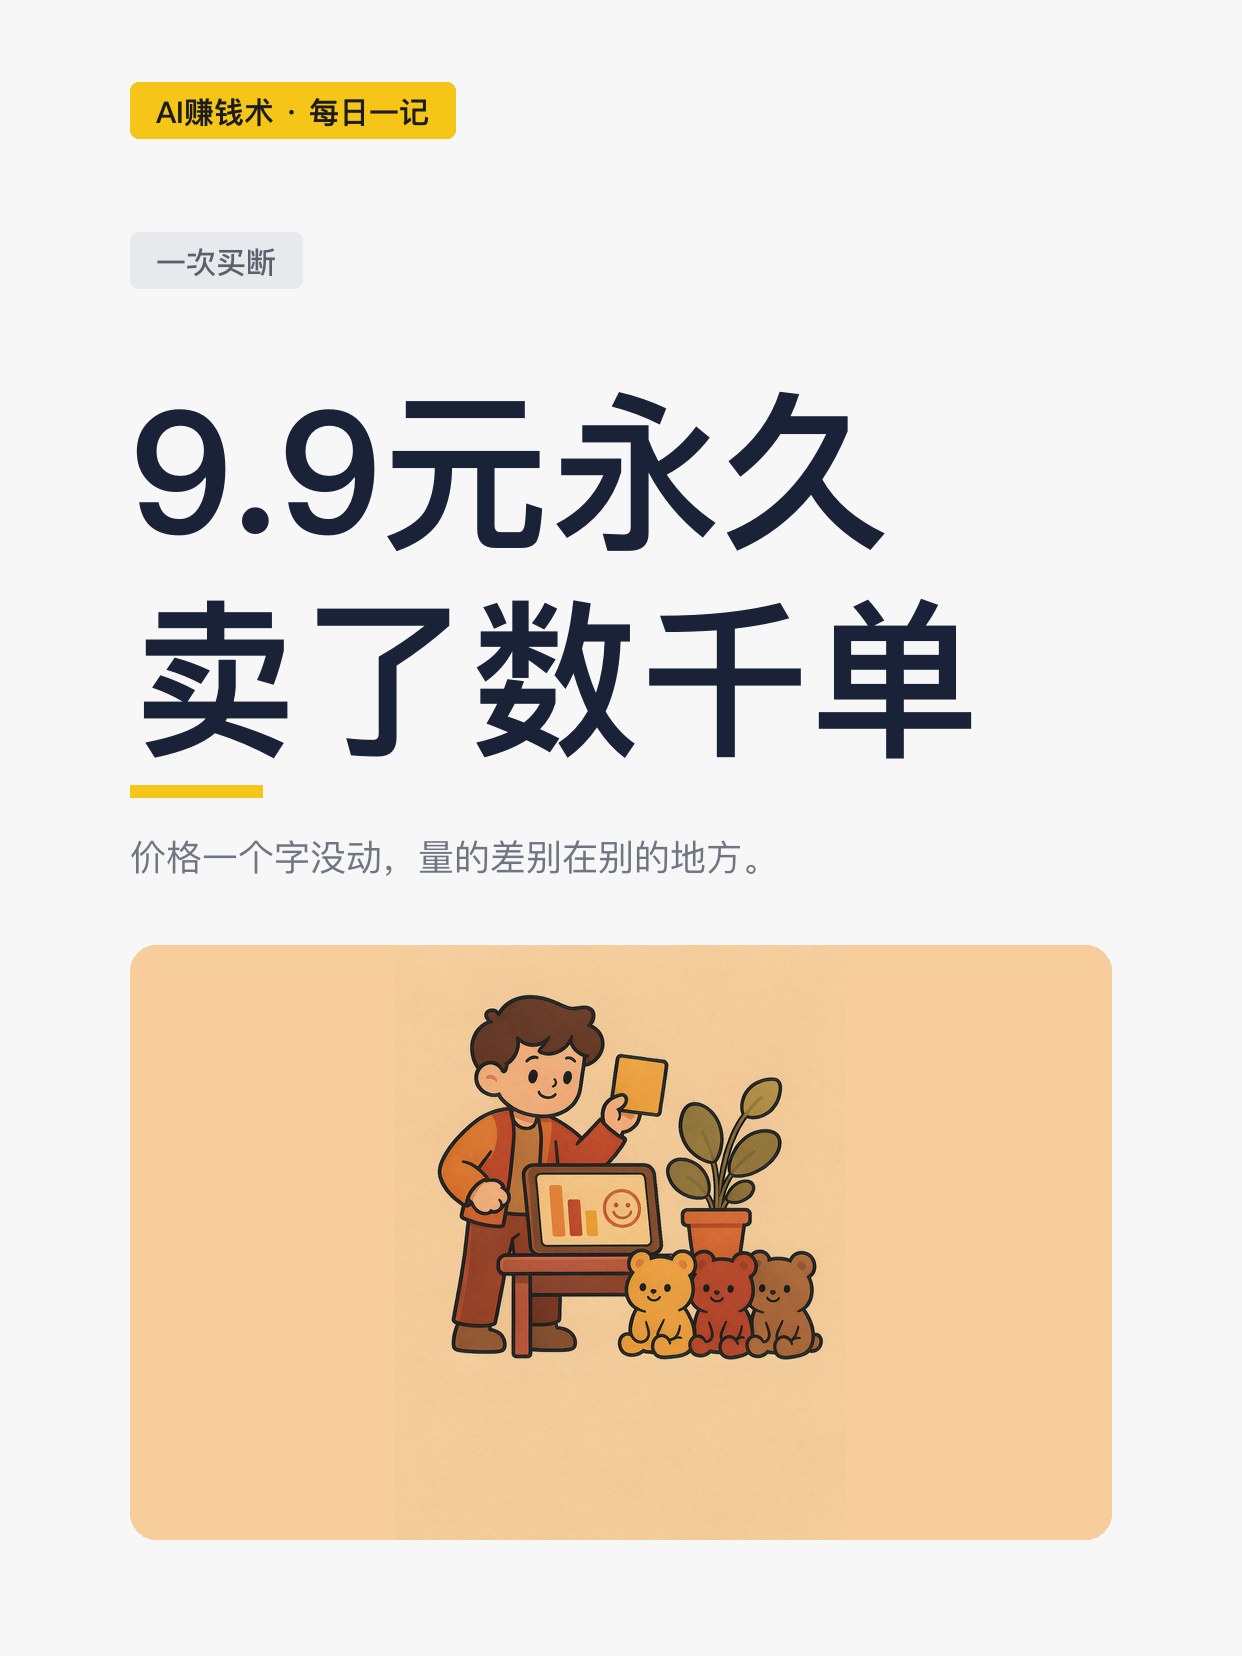 AI赚钱术 · 每日一记
一次买断
9.9元永久
卖了数千单
价格一个字没动，量的差别在别的地方。